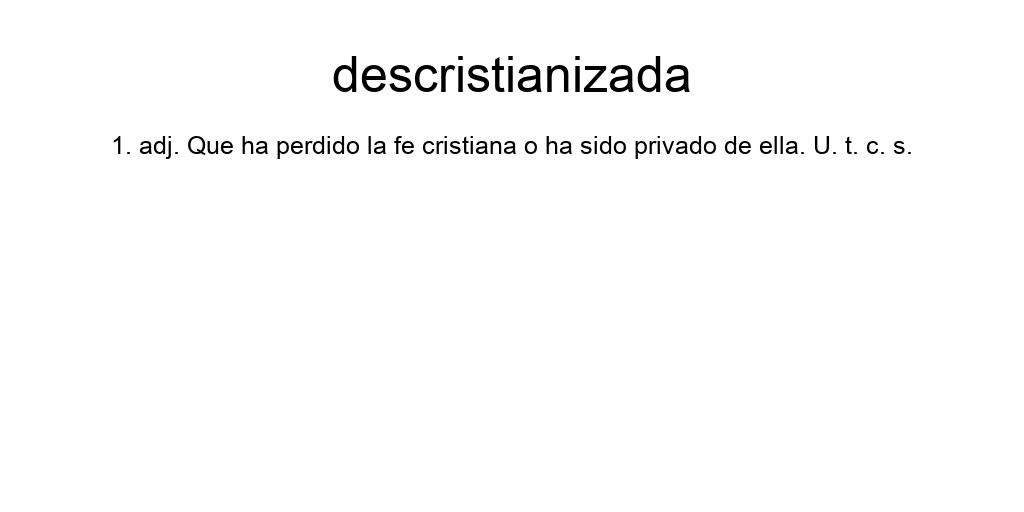 descristianizada
1. adj. Que ha perdido la fe cristiana o ha sido privado de ella. U. t. c. s.